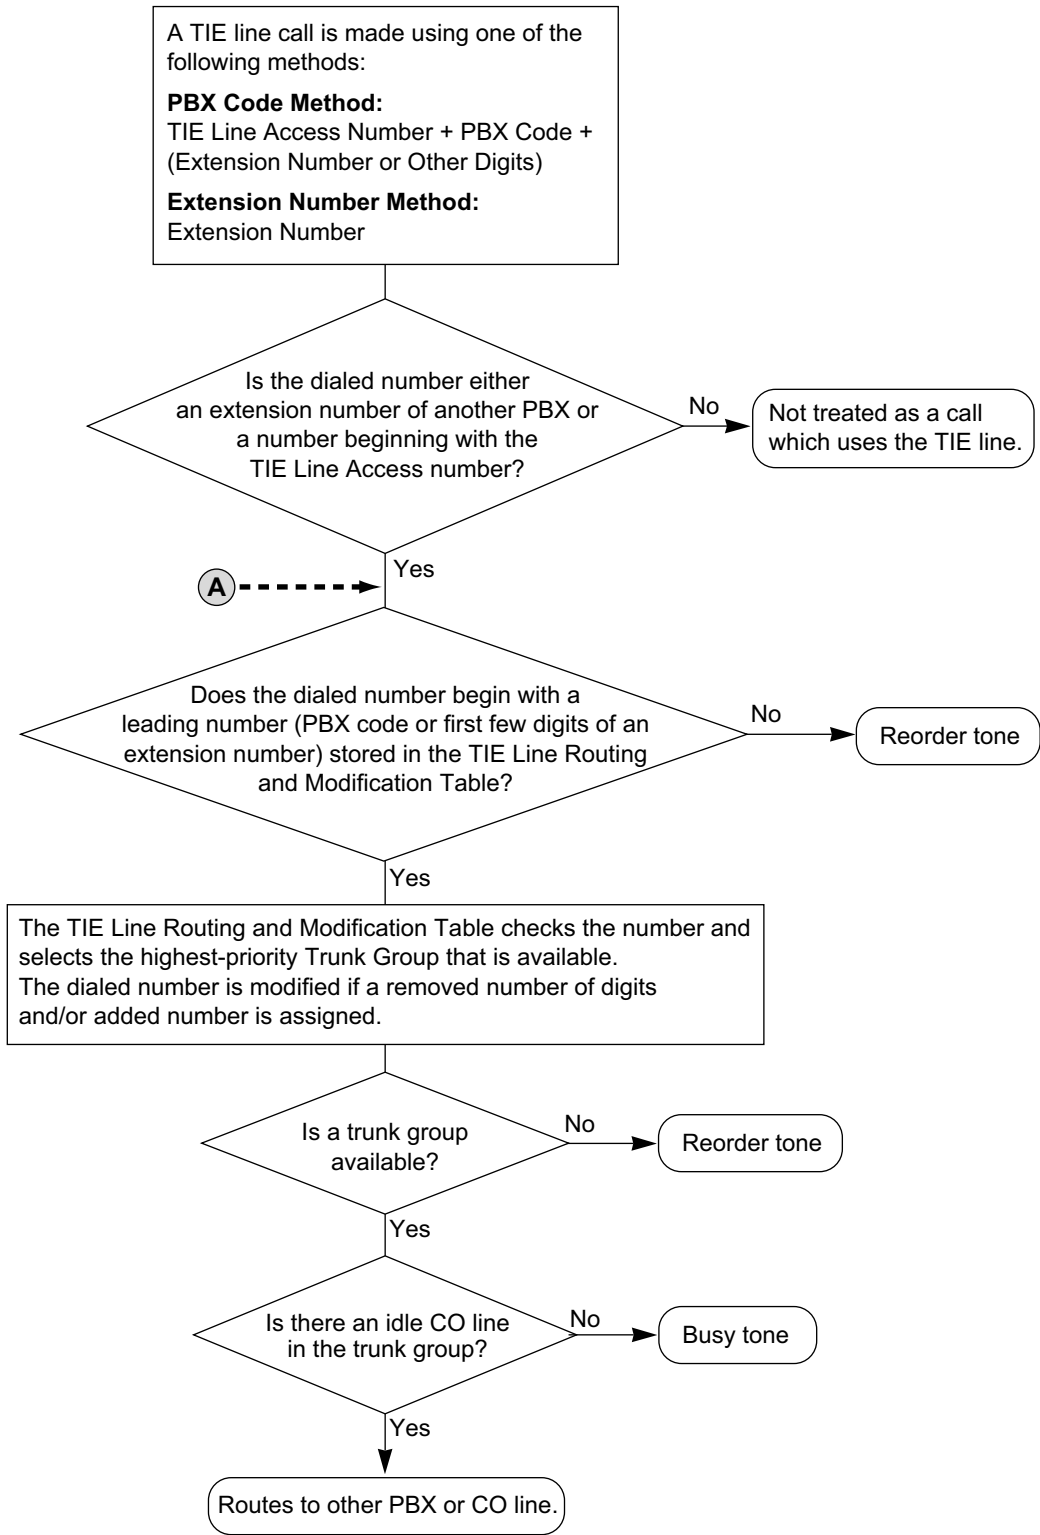 A TIE line call is made using one of the
following methods:
PBX Code Method:
TIE Line Access Number + PBX Code +
(Extension Number or Other Digits)
Extension Number Method:
Extension Number
Is the dialed number either
an extension number of another PBX or
a number beginning with the
TIE Line Access number?
No
Not treated as a call
which uses the TIE line.
Yes
A
Does the dialed number begin with a
leading number (PBX code or first few digits of an
extension number) stored in the TIE Line Routing
and Modification Table?
No
Reorder tone
Yes
The TIE Line Routing and Modification Table checks the number and
selects the highest-priority Trunk Group that is available.
The dialed number is modified if a removed number of digits
and/or added number is assigned.
Is a trunk group
available?
No
Reorder tone
Yes
Is there an idle CO line
in the trunk group?
No
Busy tone
Yes
Routes to other PBX or CO line.